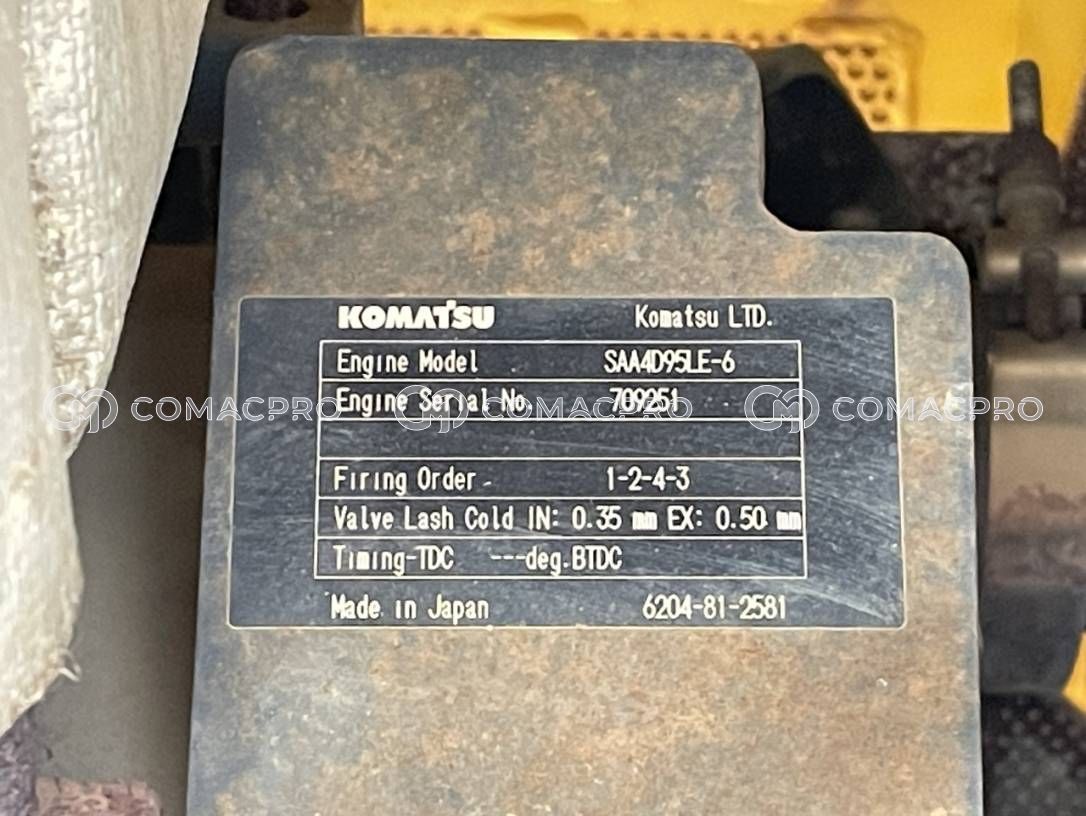 KOMATSU Komatsu LTD.
Engine Model SAA4D95LE-6
Engine Serial No. 709251
COMACPRO COMACPRO COMACPRO
Firing Order 1-2-4-3
Valve Lash Cold IN: 0.35 mm EX: 0.50 mm
Timing-TDC ---deg.BTDC
Made in Japan 6204-81-2581